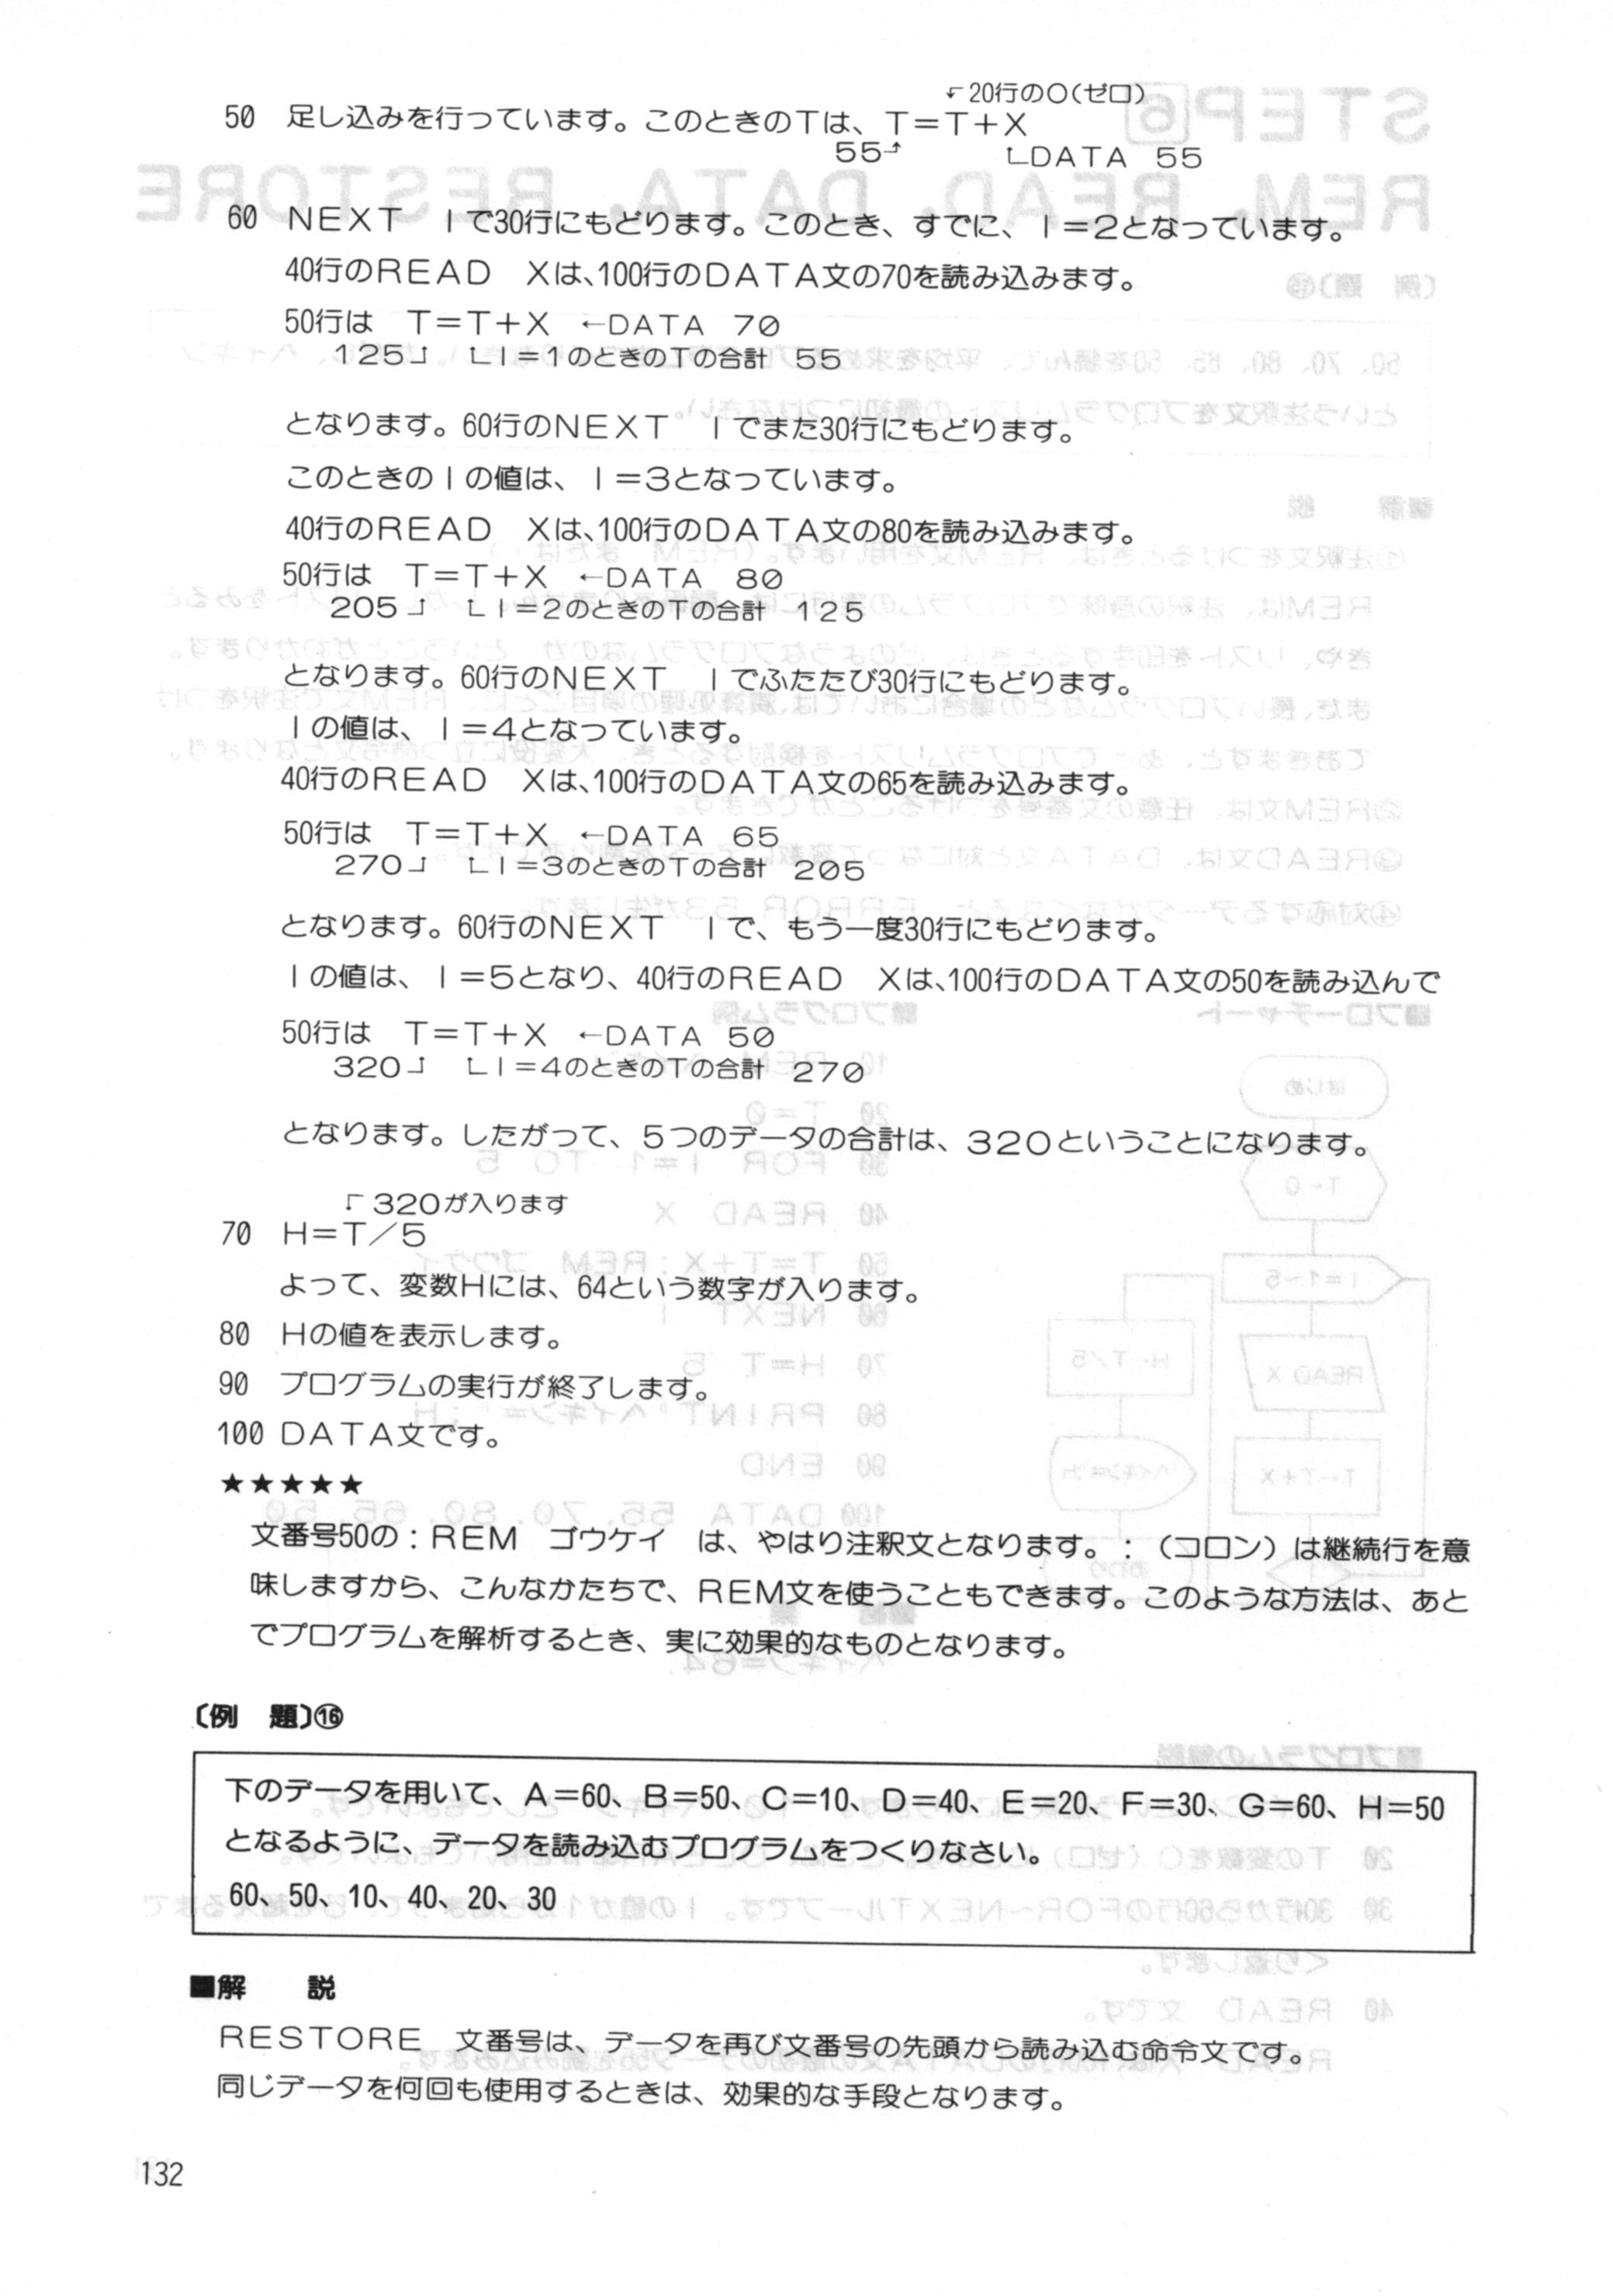 ↱20行の〇(ゼロ)
50 足し込みを行っています。このときのTは、T=T+X
55⤴ ↳DATA 55
60 NEXT Iで30行にもどります。このとき、すでに、I=2となっています。
40行のREAD Xは、100行のDATA文の70を読み込みます。
50行は T=T+X ←DATA 70
125⤴ └I=1のときのTの合計 55
となります。60行のNEXT Iでまた30行にもどります。
このときのIの値は、I=3となっています。
40行のREAD Xは、100行のDATA文の80を読み込みます。
50行は T=T+X ←DATA 80
205⤴ └I=2のときのTの合計 125
となります。60行のNEXT Iでふたたび30行にもどります。
Iの値は、I=4となっています。
40行のREAD Xは、100行のDATA文の65を読み込みます。
50行は T=T+X ←DATA 65
270⤴ └I=3のときのTの合計 205
となります。60行のNEXT Iで、もう一度30行にもどります。
Iの値は、I=5となり、40行のREAD Xは、100行のDATA文の50を読み込んで
50行は T=T+X ←DATA 50
320⤴ └I=4のときのTの合計 270
となります。したがって、5つのデータの合計は、320ということになります。
┌320が入ります
70 H=T/5
よって、変数Hには、64という数字が入ります。
80 Hの値を表示します。
90 プログラムの実行が終了します。
100 DATA文です。
★★★★★
文番号50の:REM ゴウケイ は、やはり注釈文となります。:(コロン)は継続行を意
味しますから、こんなかたちで、REM文を使うこともできます。このような方法は、あと
でプログラムを解析するとき、実に効果的なものとなります。
〔例 題〕⑯
下のデータを用いて、A=60、B=50、C=10、D=40、E=20、F=30、G=60、H=50
となるように、データを読み込むプログラムをつくりなさい。
60、50、10、40、20、30
■解 説
RESTORE 文番号は、データを再び文番号の先頭から読み込む命令文です。
同じデータを何回も使用するときは、効果的な手段となります。
132